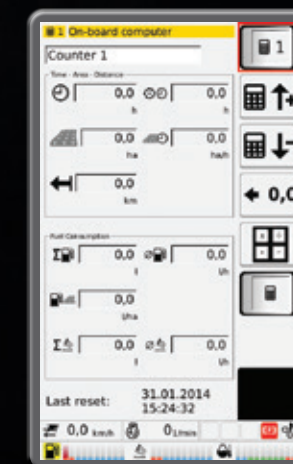 1 On-board computer
1
Counter 1
Time - Area - Distance
0,0 0,0
h h
0,0 0,0
ha ha/h
0,0
km
0,0
Fuel Consumption
Σ 0,0 ⌀ 0,0
l l/h
0,0
l/ha
Σ 0,0 ⌀ 0,0
l l/h
Last reset: 31.01.2014
15:24:32
0,0 km/h 0 1/min